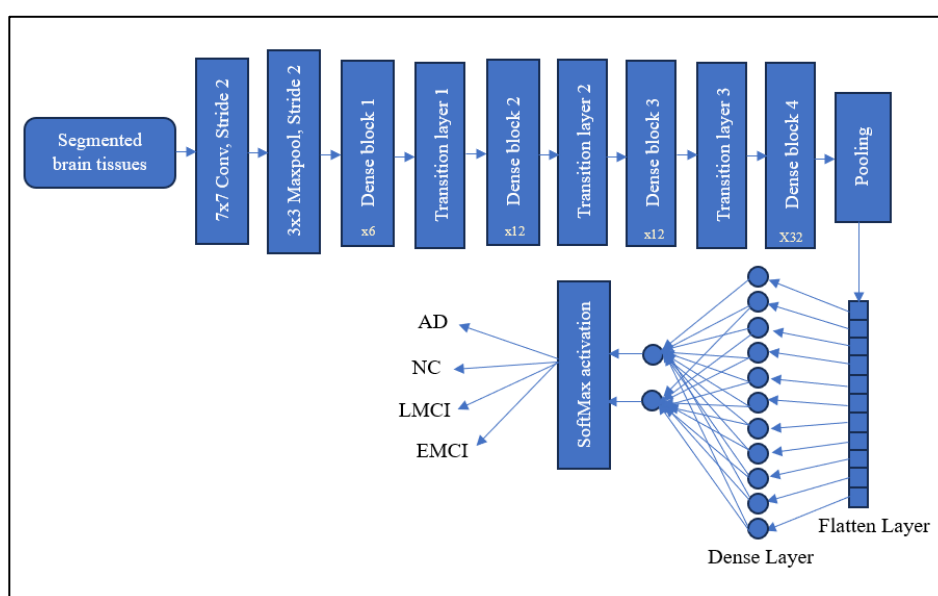 Segmented
brain tissues
7x7 Conv, Stride 2
3x3 Maxpool, Stride 2
Dense block 1
x6
Transition layer 1
Dense block 2
x12
Transition layer 2
Dense block 3
x12
Transition layer 3
Dense block 4
X32
Pooling
AD
NC
LMCI
EMCI
SoftMax activation
Dense Layer
Flatten Layer